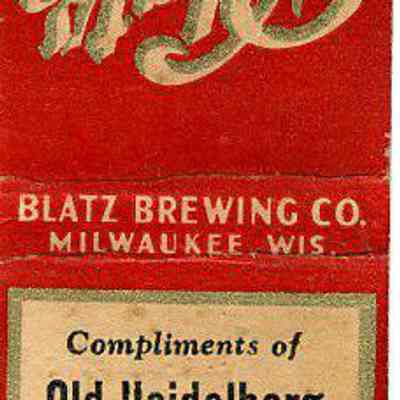 BLATZ BREWING CO.
MILWAUKEE, WIS.
Compliments of
Old Heidelberg